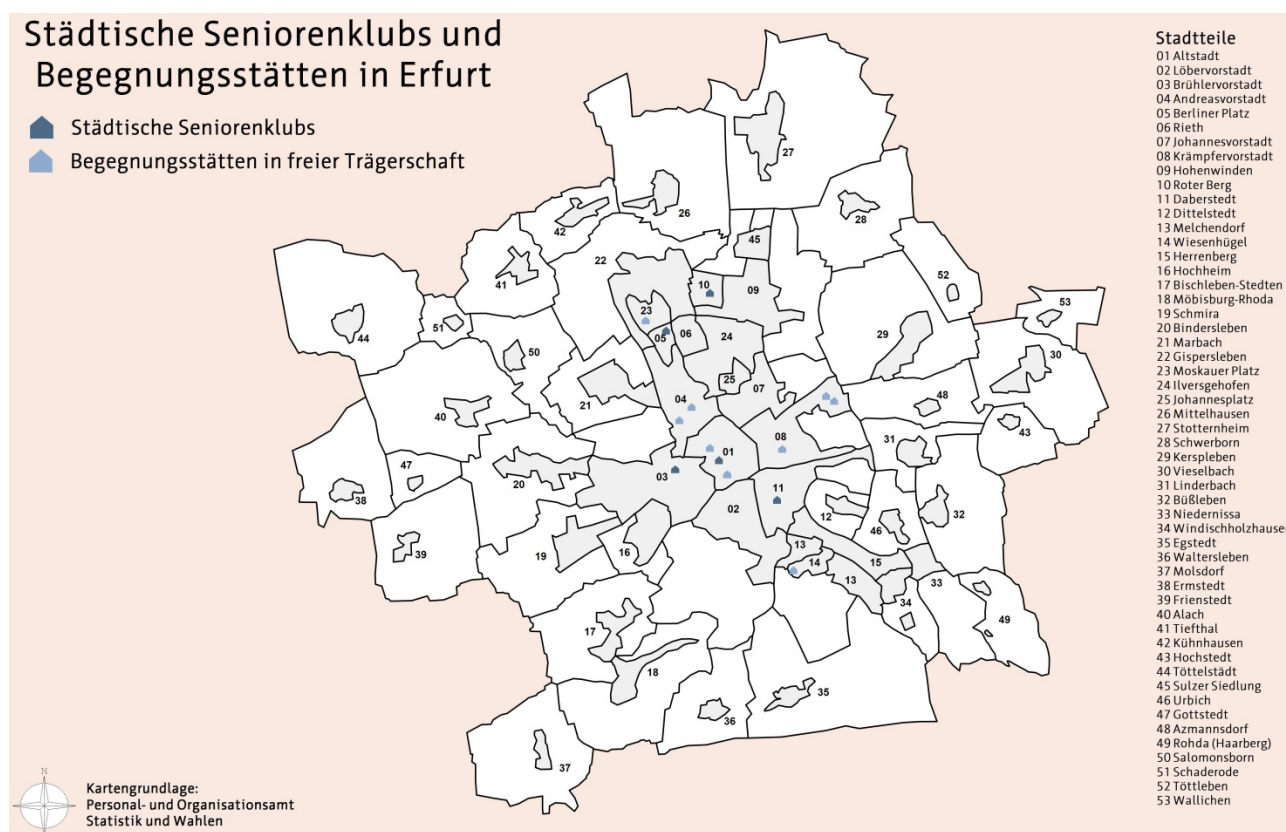 Städtische Seniorenklubs und
Begegnungsstätten in Erfurt
Städtische Seniorenklubs
Begegnungsstätten in freier Trägerschaft
Stadtteile
01 Altstadt
02 Löbervorstadt
03 Brühlervorstadt
04 Andreasvorstadt
05 Berliner Platz
06 Rieth
07 Johannesvorstadt
08 Krämpfervorstadt
09 Hohenwinden
10 Roter Berg
11 Daberstedt
12 Dittelstedt
13 Melchendorf
14 Wiesenhügel
15 Herrenberg
16 Hochheim
17 Bischleben-Stedten
18 Möbisburg-Rhoda
19 Schmira
20 Bindersleben
21 Marbach
22 Gispersleben
23 Moskauer Platz
24 Ilversgehofen
25 Johannesplatz
26 Mittelhausen
27 Stotternheim
28 Schwerborn
29 Kerspleben
30 Vieselbach
31 Linderbach
32 Büßleben
33 Niedernissa
34 Windischholzhausen
35 Egstedt
36 Waltersleben
37 Molsdorf
38 Ermstedt
39 Frienstedt
40 Alach
41 Tiefthal
42 Kühnhausen
43 Hochstedt
44 Töttelstädt
45 Sulzer Siedlung
46 Urbich
47 Gottstedt
48 Azmannsdorf
49 Rohda (Haarberg)
50 Salomonsborn
51 Schaderode
52 Töttleben
53 Wallichen
27
26
42
28
45
22
41
10
09
52
53
23
44
51
05
06
24
29
50
30
25
04
07
21
48
40
43
01
08
31
47
03
20
38
11
02
12
32
46
39
13
19
16
14
15
13
33
34
49
17
18
35
36
37
N
Kartengrundlage:
Personal- und Organisationsamt
Statistik und Wahlen